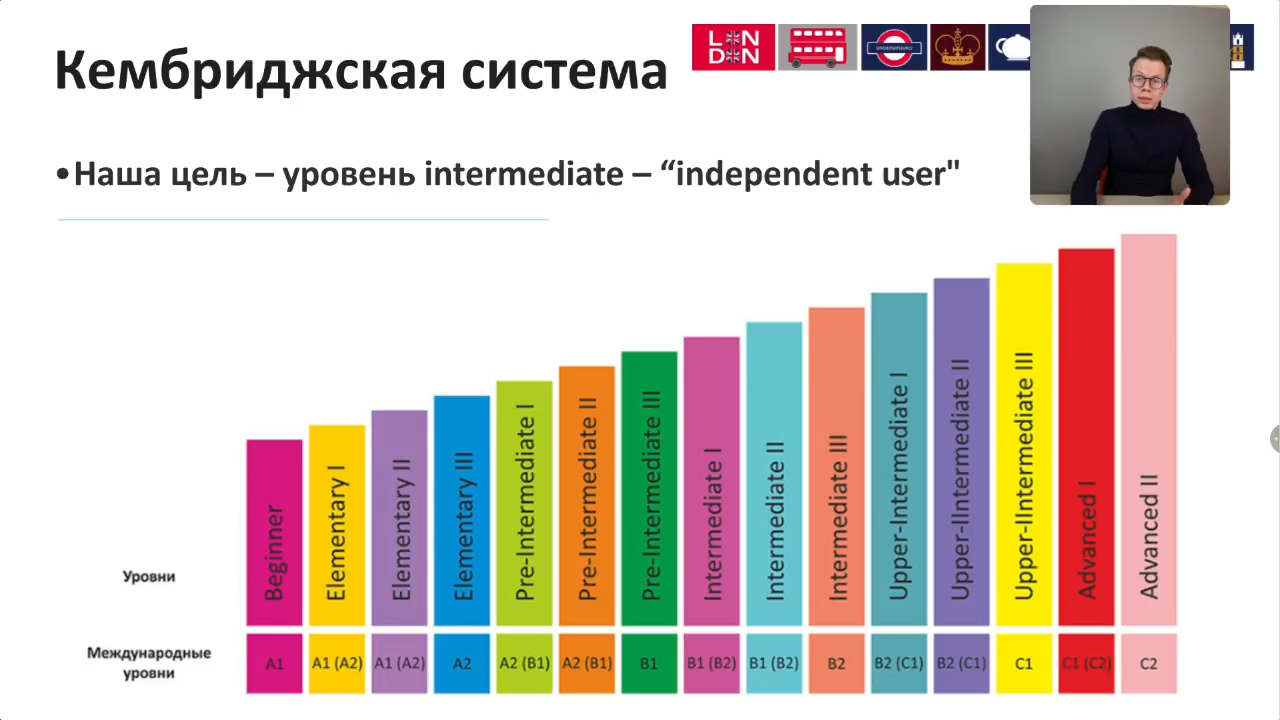 Кембриджская система
LONDON
UNDERGROUND
•Наша цель – уровень intermediate – “independent user"
Уровни
Beginner
Elementary I
Elementary II
Elementary III
Pre-Intermediate I
Pre-Intermediate II
Pre-Intermediate III
Intermediate I
Intermediate II
Intermediate III
Upper-Intermediate I
Upper-IIntermediate II
Upper-IIntermediate III
Advanced I
Advanced II
Международные
уровни
A1 A1 (A2) A1 (A2) A2 A2 (B1) A2 (B1) B1 B1 (B2) B1 (B2) B2 B2 (C1) B2 (C1) C1 C1 (C2) C2